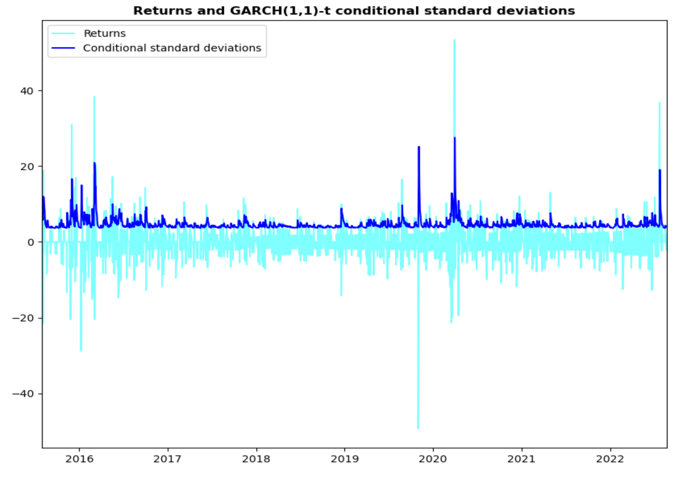 Returns and GARCH(1,1)-t conditional standard deviations
Returns
Conditional standard deviations
40
20
0
−20
−40
2016 2017 2018 2019 2020 2021 2022